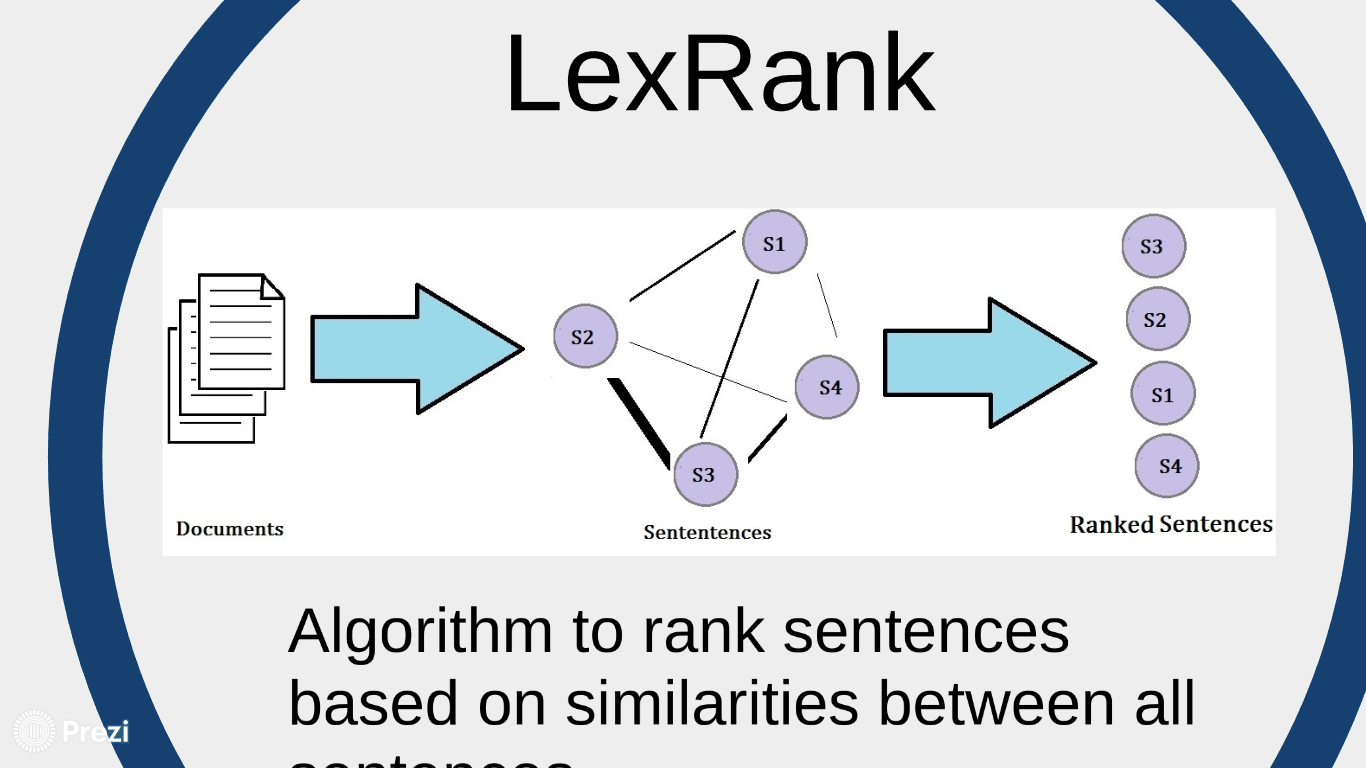 LexRank
S1
S2
S4
S3
S3
S2
S1
S4
Documents
Sententences
Ranked Sentences
Algorithm to rank sentences
based on similarities between all
sentences
Prezi